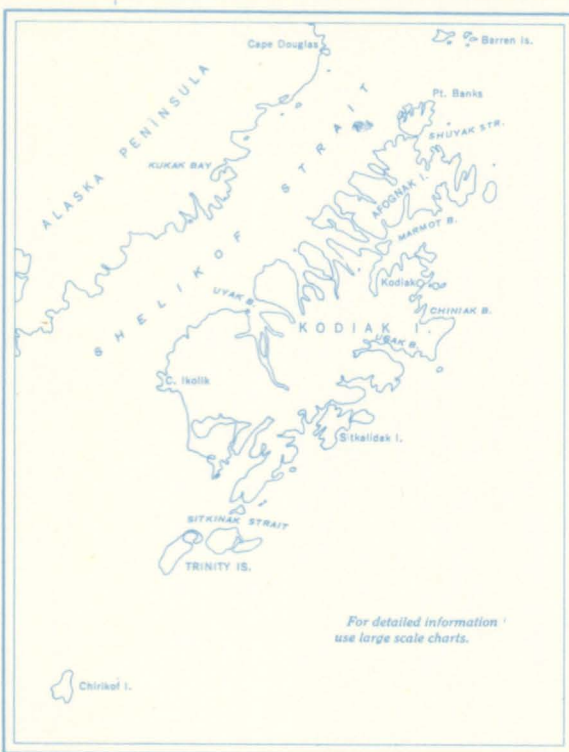 Cape Douglas
Barren Is.
ALASKA PENINSULA
Pt. Banks
SHUYAK STR.
KUKAK BAY
SHELIKOF STRAIT
AFOGNAK I.
MARMOT B.
Kodiak
UYAK B.
CHINIAK B.
KODIAK I.
UGAK B.
C. Ikolik
Sitkalidak I.
SITKINAK STRAIT
TRINITY IS.
For detailed information
use large scale charts.
Chirikof I.